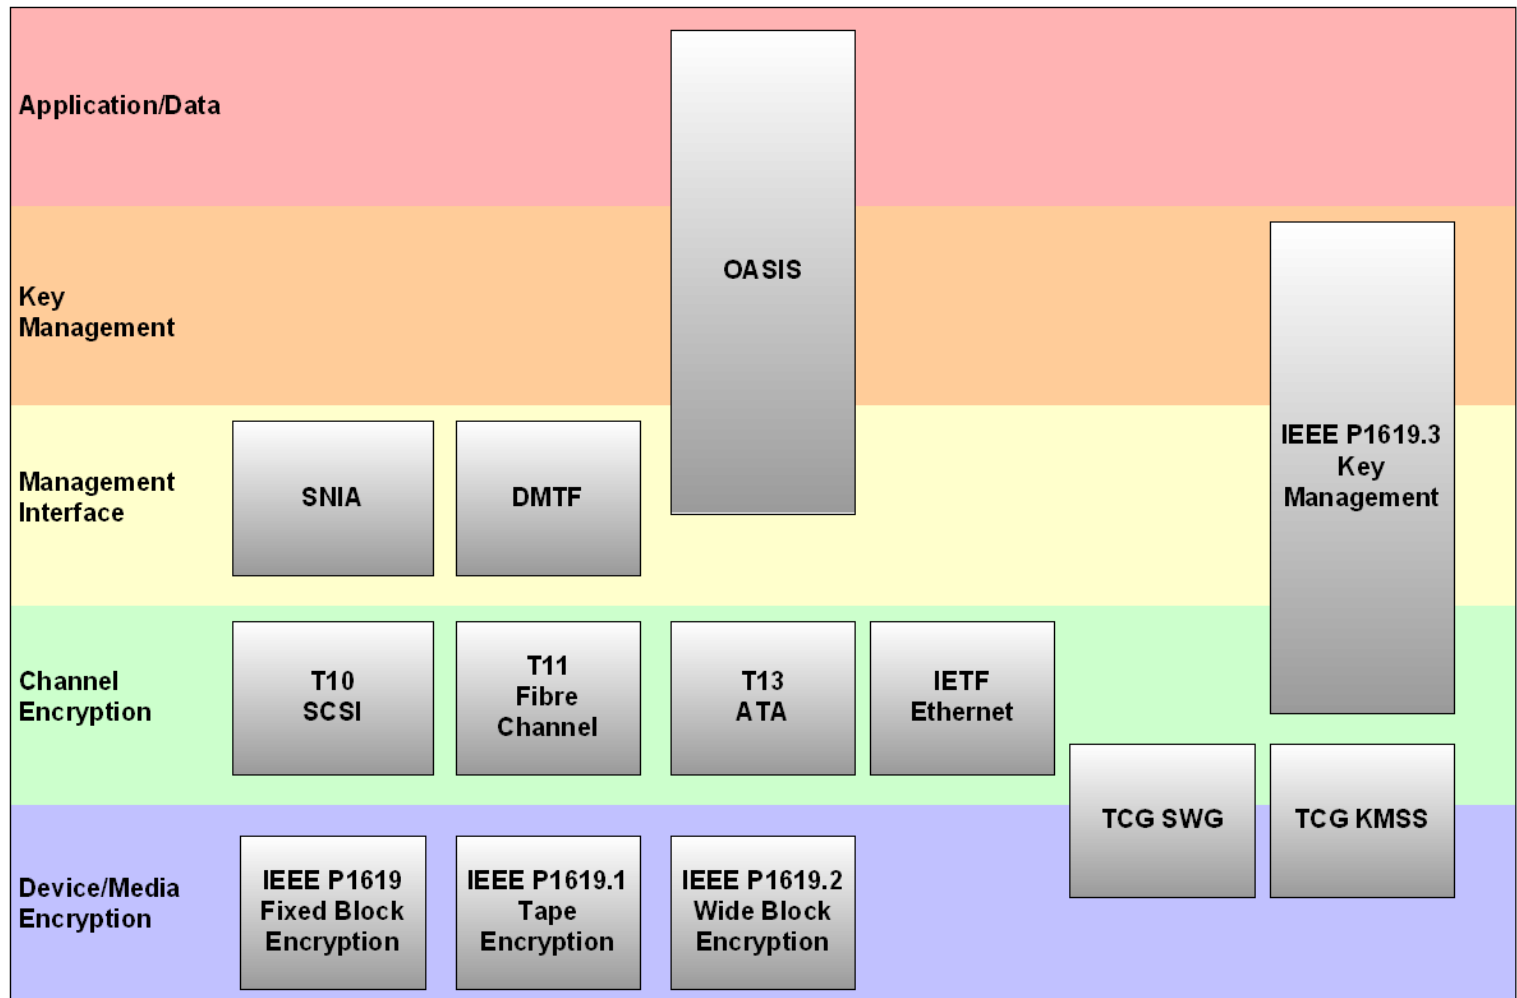 Application/Data
OASIS
Key
Management
IEEE P1619.3
Key
Management
Management
Interface
SNIA
DMTF
Channel
Encryption
T10
SCSI
T11
Fibre
Channel
T13
ATA
IETF
Ethernet
TCG SWG
TCG KMSS
Device/Media
Encryption
IEEE P1619
Fixed Block
Encryption
IEEE P1619.1
Tape
Encryption
IEEE P1619.2
Wide Block
Encryption